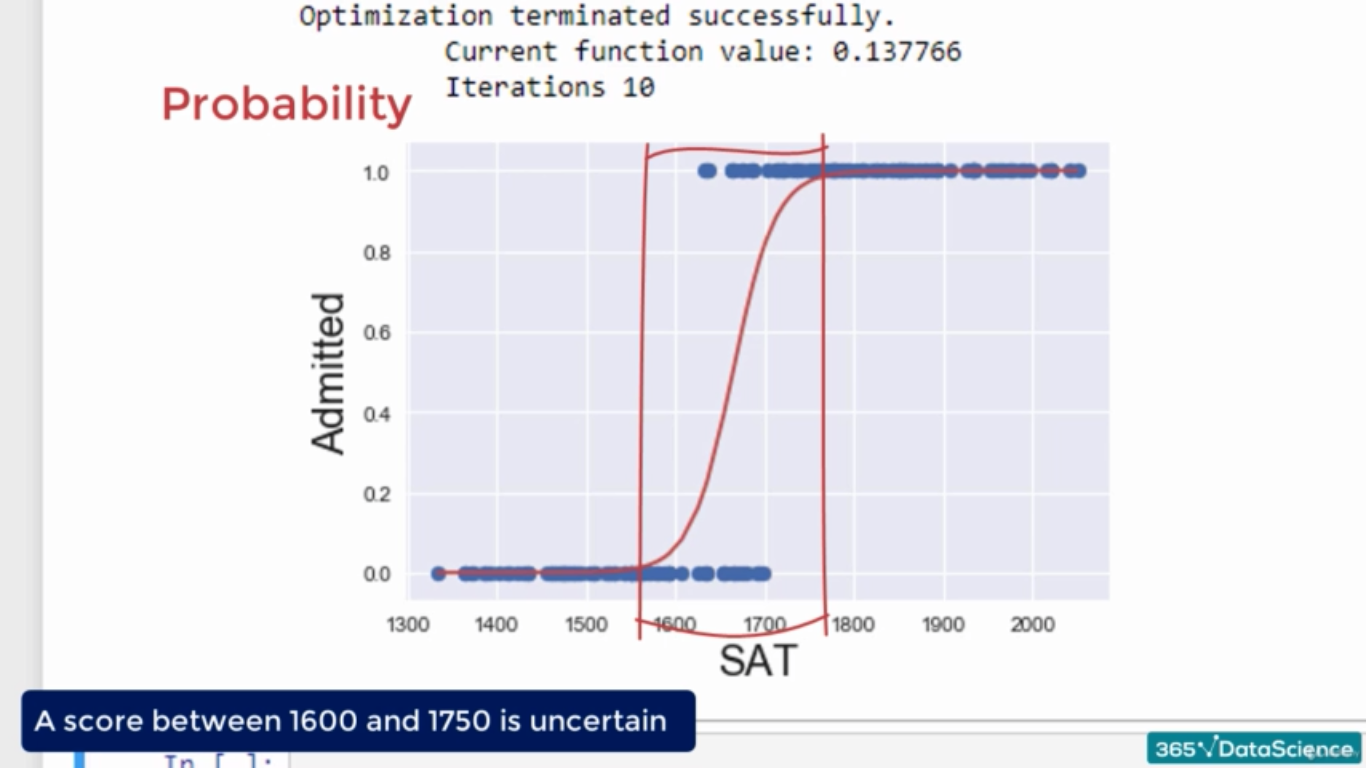 Optimization terminated successfully.
Current function value: 0.137766
Iterations 10
Probability
1.0
0.8
0.6
0.4
0.2
0.0
Admitted
1300 1400 1500 1600 1700 1800 1900 2000
SAT
A score between 1600 and 1750 is uncertain
In [ ]:
365 DataScience